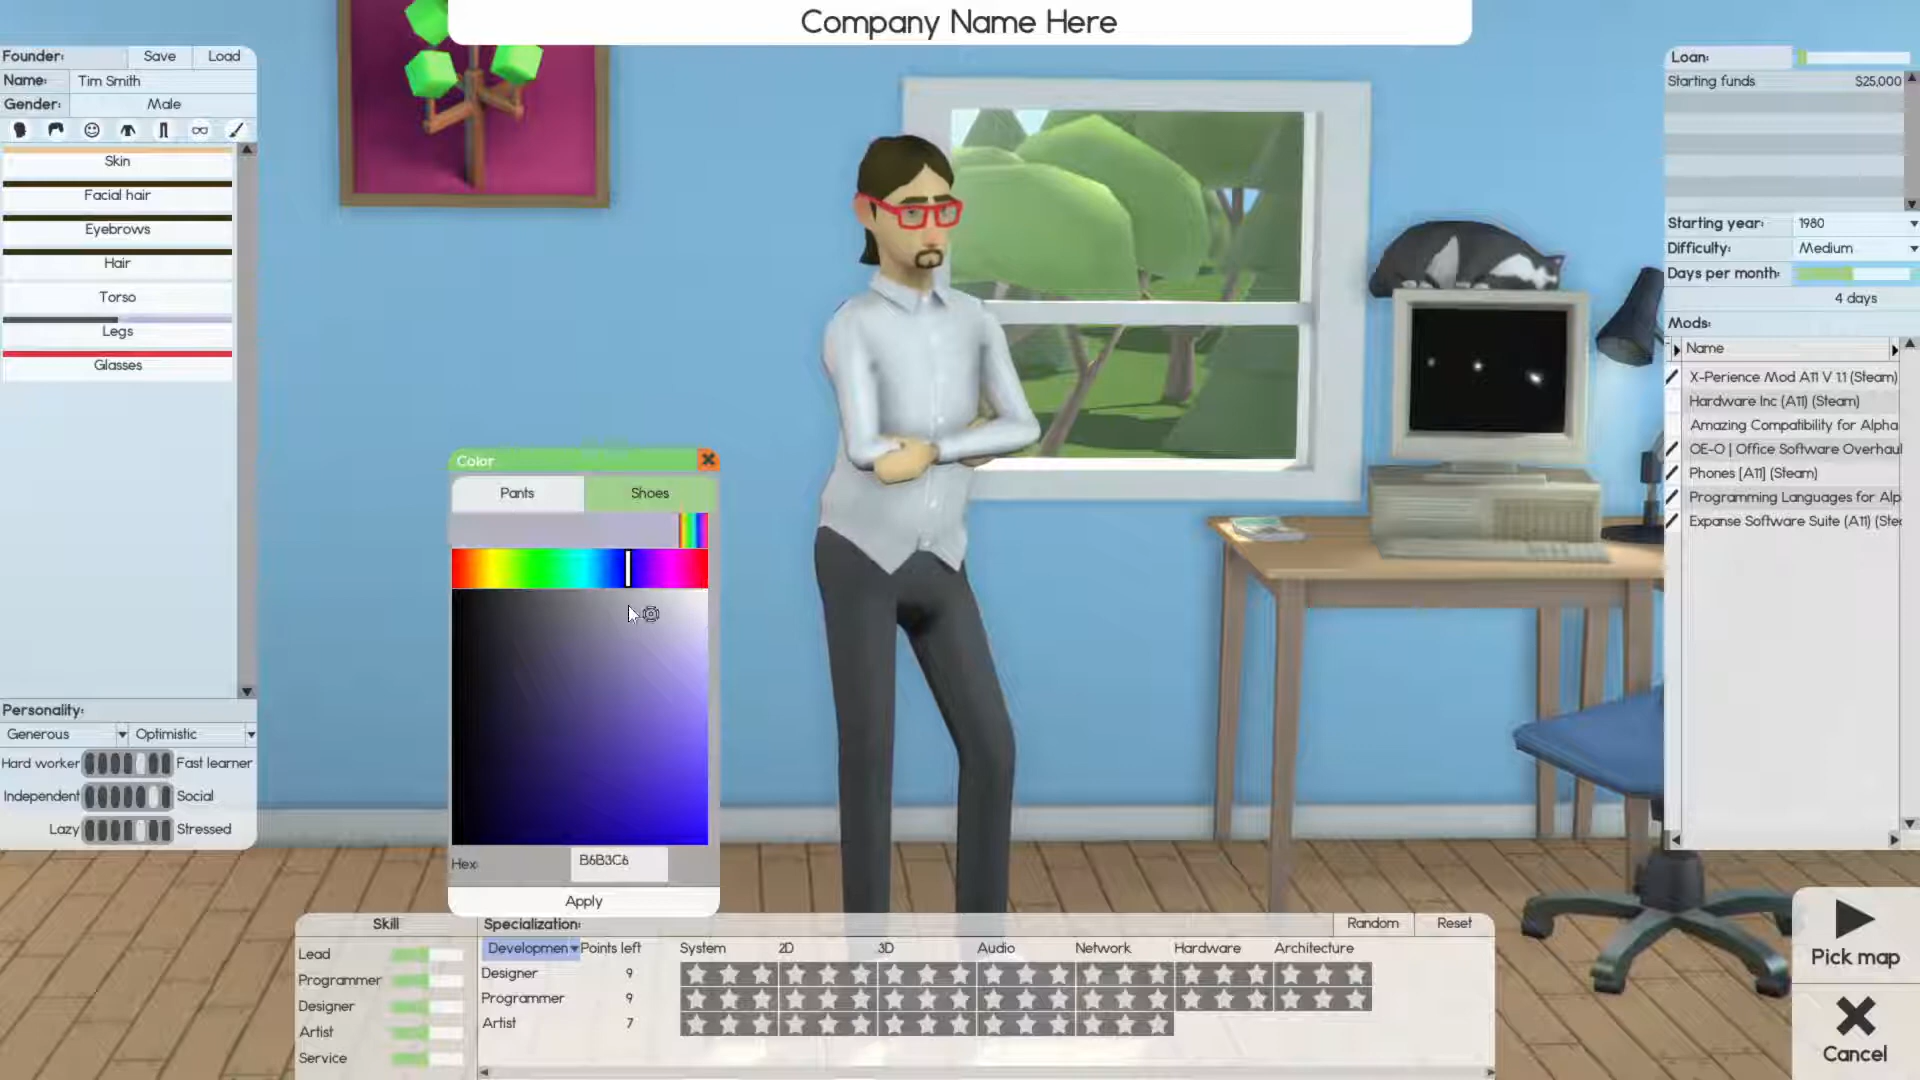 Company Name Here
Founder:
Save
Load
Name:
Tim Smith
Gender:
Male
Skin
Facial hair
Eyebrows
Hair
Torso
Legs
Glasses
Personality:
Generous
Optimistic
Hard worker
Fast learner
Independent
Social
Lazy
Stressed
Color
Pants
Shoes
Hex:
B6B3C6
Apply
Skill
Lead
Programmer
Designer
Artist
Service
Specialization:
Random
Reset
Developmen
Points left
System
2D
3D
Audio
Network
Hardware
Architecture
Designer
9
Programmer
9
Artist
7
Loan:
Starting funds
$25,000
Starting year:
1980
Difficulty:
Medium
Days per month:
4 days
Mods:
Name
X-Perience Mod A11 V 1.1 (Steam)
Hardware Inc (A11) (Steam)
Amazing Compatibility for Alpha
OE-O | Office Software Overhaul
Phones [A11] (Steam)
Programming Languages for Alp
Expanse Software Suite (A11) (Stea
Pick map
Cancel